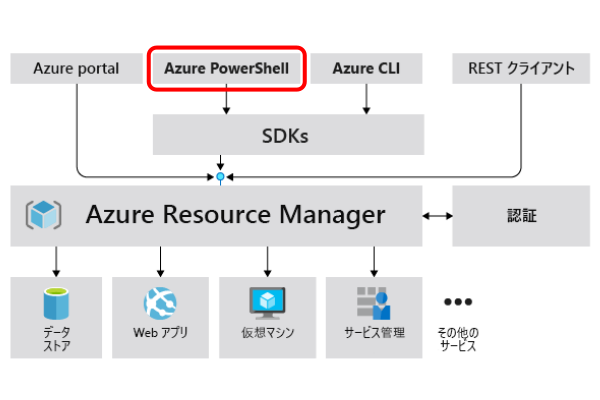 Azure portal
Azure PowerShell
Azure CLI
REST クライアント
SDKs
Azure Resource Manager
認証
データ
ストア
Web アプリ
仮想マシン
サービス管理
その他の
サービス